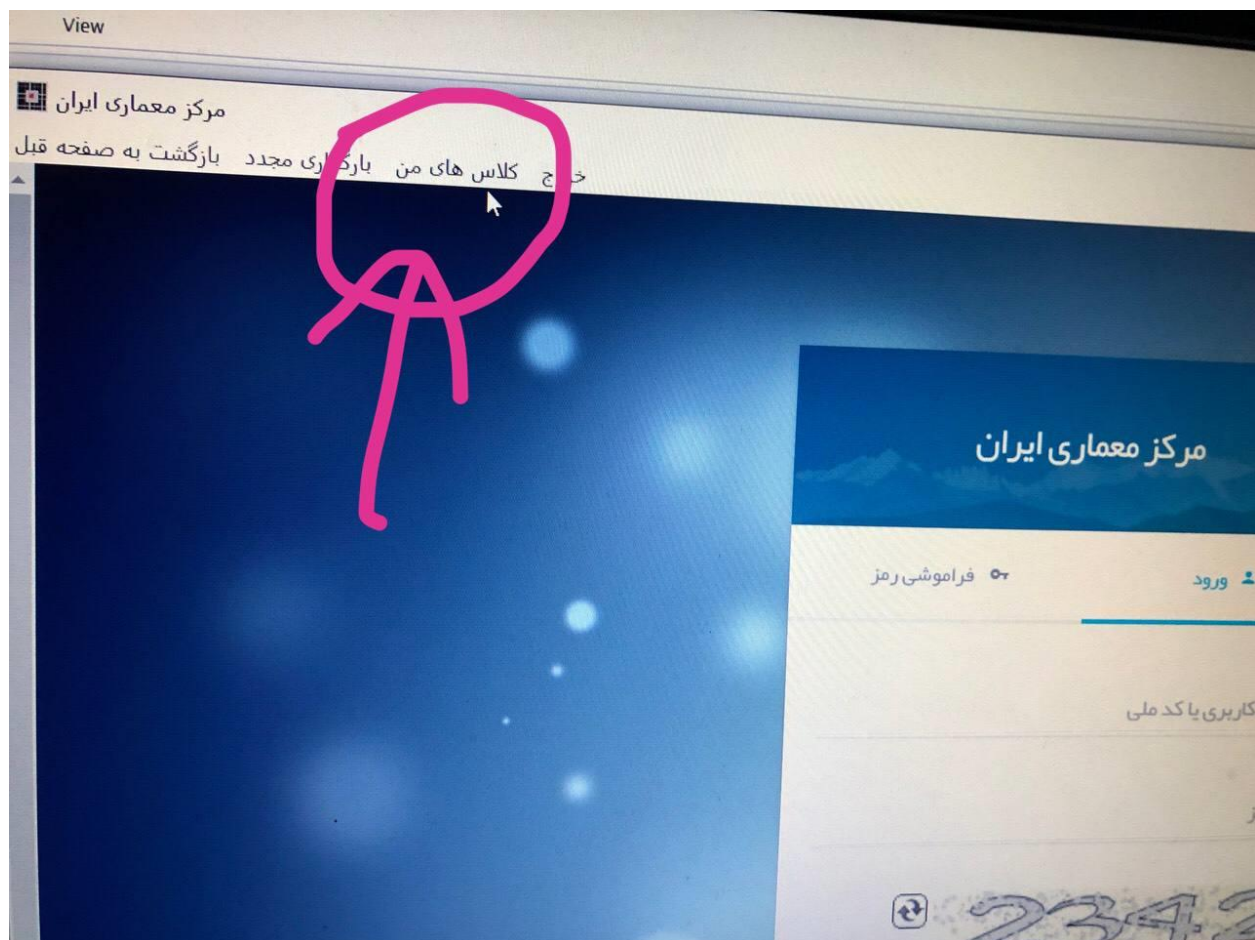 View
مرکز معماری ایران
بازگشت به صفحه قبل بارگذاری مجدد کلاس های من خروج
مرکز معماری ایران
ورود فراموشی رمز
کاربری یا کد ملی